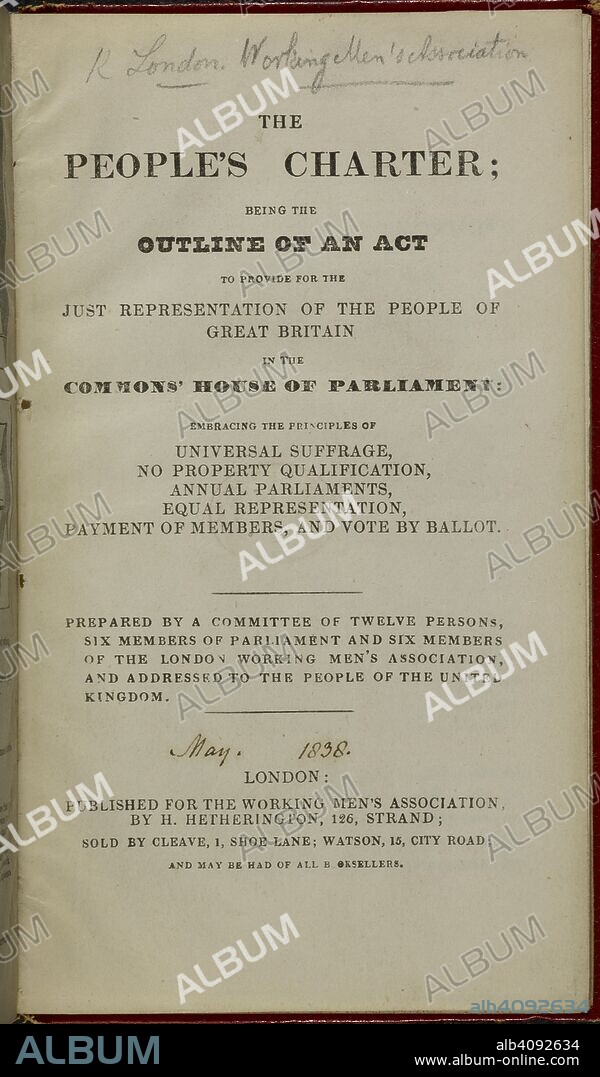 R London. Working Men's Association
THE
PEOPLE'S CHARTER;
BEING THE
OUTLINE OF AN ACT
TO PROVIDE FOR THE
JUST REPRESENTATION OF THE PEOPLE OF
GREAT BRITAIN
IN THE
COMMONS' HOUSE OF PARLIAMENT:
EMBRACING THE PRINCIPLES OF
UNIVERSAL SUFFRAGE,
NO PROPERTY QUALIFICATION,
ANNUAL PARLIAMENTS,
EQUAL REPRESENTATION,
PAYMENT OF MEMBERS, AND VOTE BY BALLOT.
PREPARED BY A COMMITTEE OF TWELVE PERSONS,
SIX MEMBERS OF PARLIAMENT AND SIX MEMBERS
OF THE LONDON WORKING MEN'S ASSOCIATION,
AND ADDRESSED TO THE PEOPLE OF THE UNITED
KINGDOM.
May. 1838.
LONDON:
PUBLISHED FOR THE WORKING MEN'S ASSOCIATION,
BY H. HETHERINGTON, 126, STRAND;
SOLD BY CLEAVE, 1, SHOE LANE; WATSON, 15, CITY ROAD;
AND MAY BE HAD OF ALL BOOKSELLERS.
alb4092634
ALBUM
alb4092634
www.album-online.com